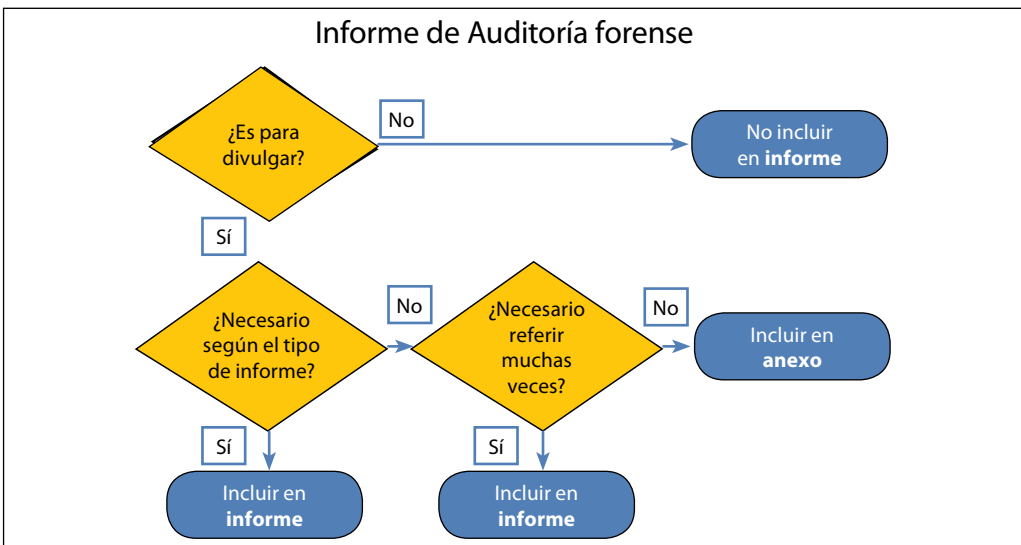 Informe de Auditoría forense
¿Es para
divulgar?
No
No incluir
en informe
Sí
¿Necesario
según el tipo
de informe?
No
¿Necesario
referir
muchas
veces?
No
Incluir en
anexo
Sí
Incluir en
informe
Sí
Incluir en
informe